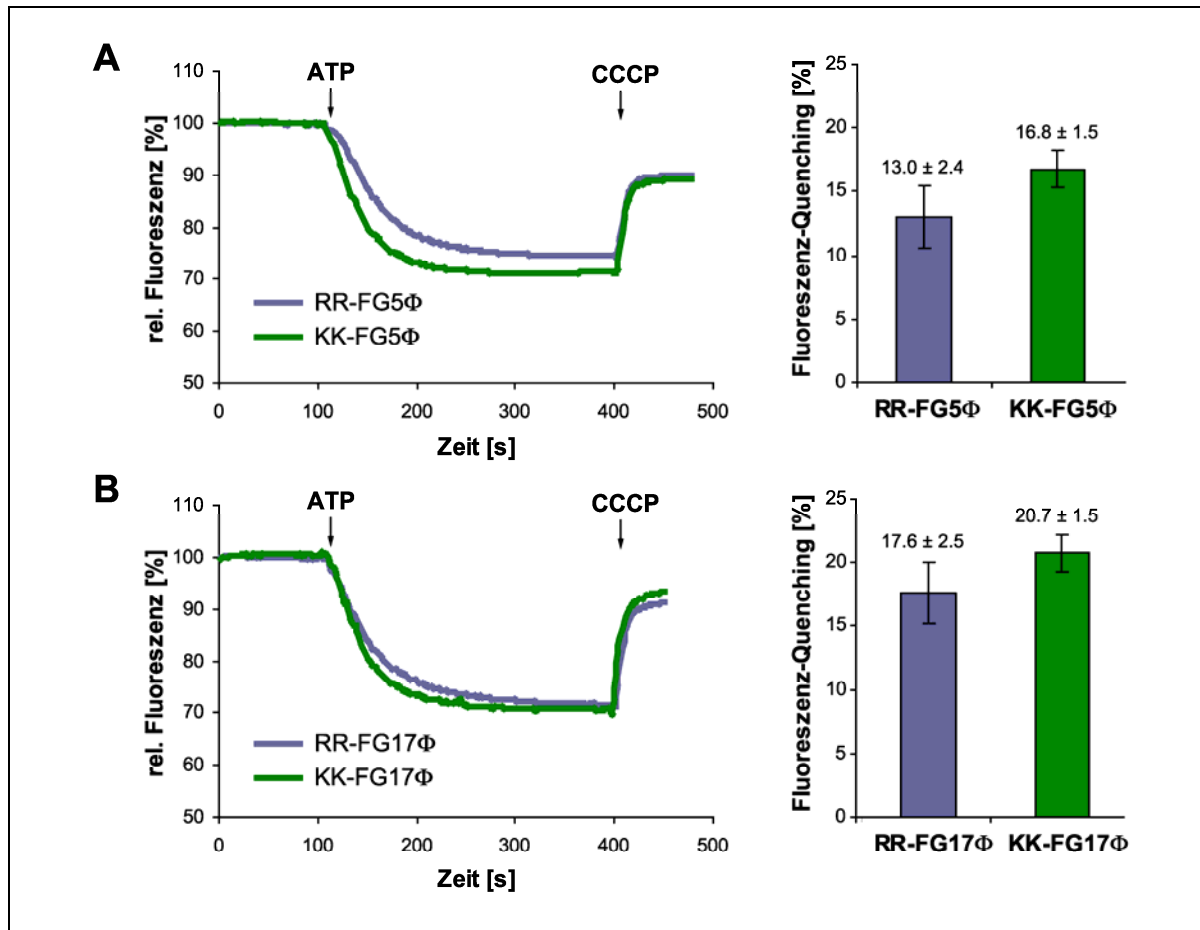 A
ATP
CCCP
rel. Fluoreszenz [%]
110
100
90
80
70
60
50
RR-FG5Φ
KK-FG5Φ
0 100 200 300 400 500
Zeit [s]
Fluoreszenz-Quenching [%]
25
20
15
10
5
0
13.0 ± 2.4
16.8 ± 1.5
RR-FG5Φ KK-FG5Φ
B
ATP
CCCP
rel. Fluoreszenz [%]
110
100
90
80
70
60
50
RR-FG17Φ
KK-FG17Φ
0 100 200 300 400 500
Zeit [s]
Fluoreszenz-Quenching [%]
25
20
15
10
5
0
17.6 ± 2.5
20.7 ± 1.5
RR-FG17Φ KK-FG17Φ